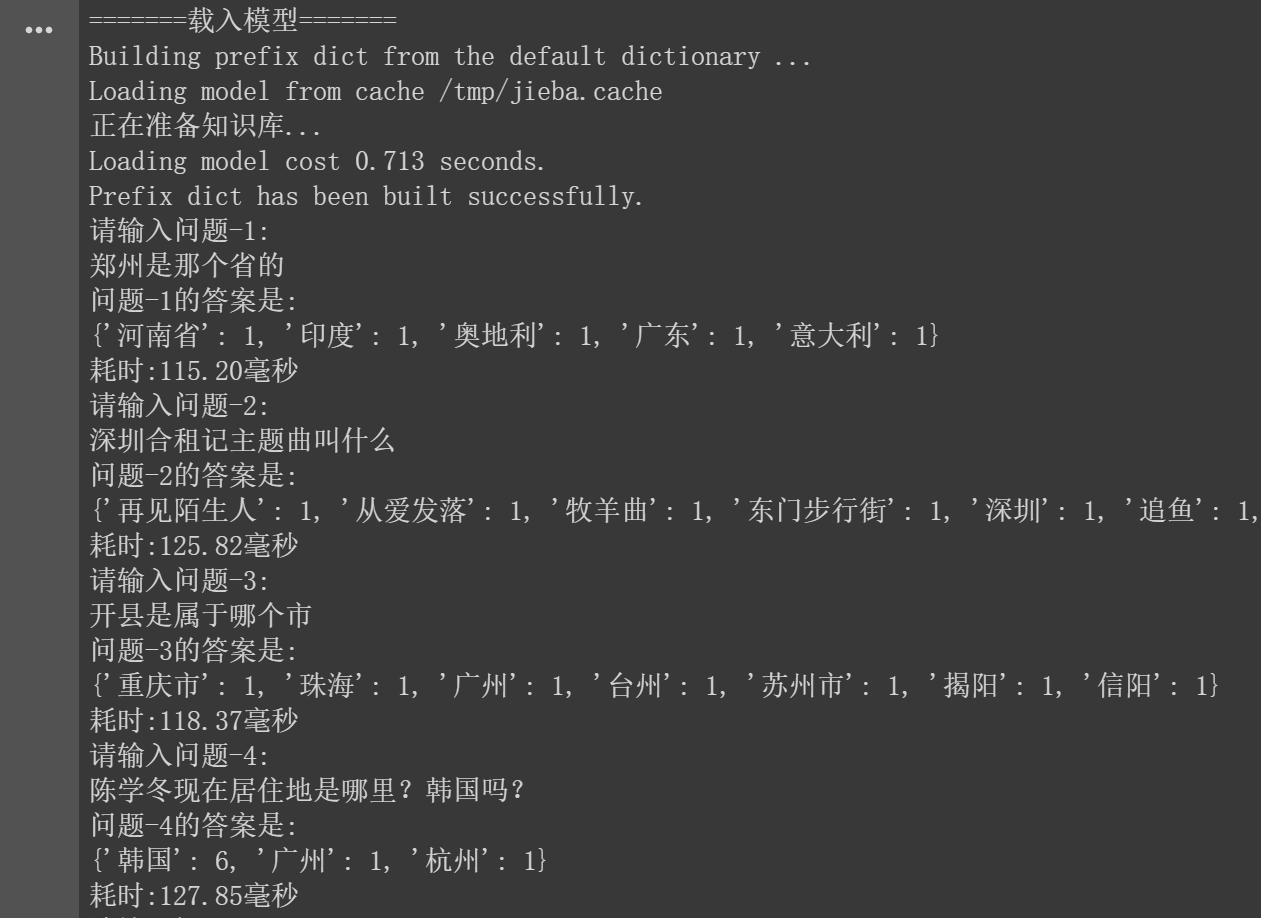 =======载入模型=======
Building prefix dict from the default dictionary ...
Loading model from cache /tmp/jieba.cache
正在准备知识库...
Loading model cost 0.713 seconds.
Prefix dict has been built successfully.
请输入问题-1:
郑州是那个省的
问题-1的答案是:
{'河南省': 1, '印度': 1, '奥地利': 1, '广东': 1, '意大利': 1}
耗时:115.20毫秒
请输入问题-2:
深圳合租记主题曲叫什么
问题-2的答案是:
{'再见陌生人': 1, '从爱发落': 1, '牧羊曲': 1, '东门步行街': 1, '深圳': 1, '追鱼': 1,
耗时:125.82毫秒
请输入问题-3:
开县是属于哪个市
问题-3的答案是:
{'重庆市': 1, '珠海': 1, '广州': 1, '台州': 1, '苏州市': 1, '揭阳': 1, '信阳': 1}
耗时:118.37毫秒
请输入问题-4:
陈学冬现在居住地是哪里？韩国吗？
问题-4的答案是:
{'韩国': 6, '广州': 1, '杭州': 1}
耗时:127.85毫秒